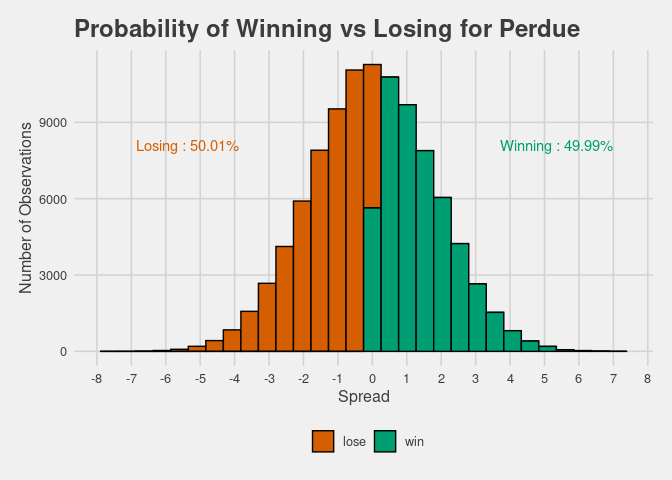 Probability of Winning vs Losing for Perdue
Number of Observations
9000
6000
3000
0
Losing : 50.01%
Winning : 49.99%
-8 -7 -6 -5 -4 -3 -2 -1 0 1 2 3 4 5 6 7 8
Spread
lose win